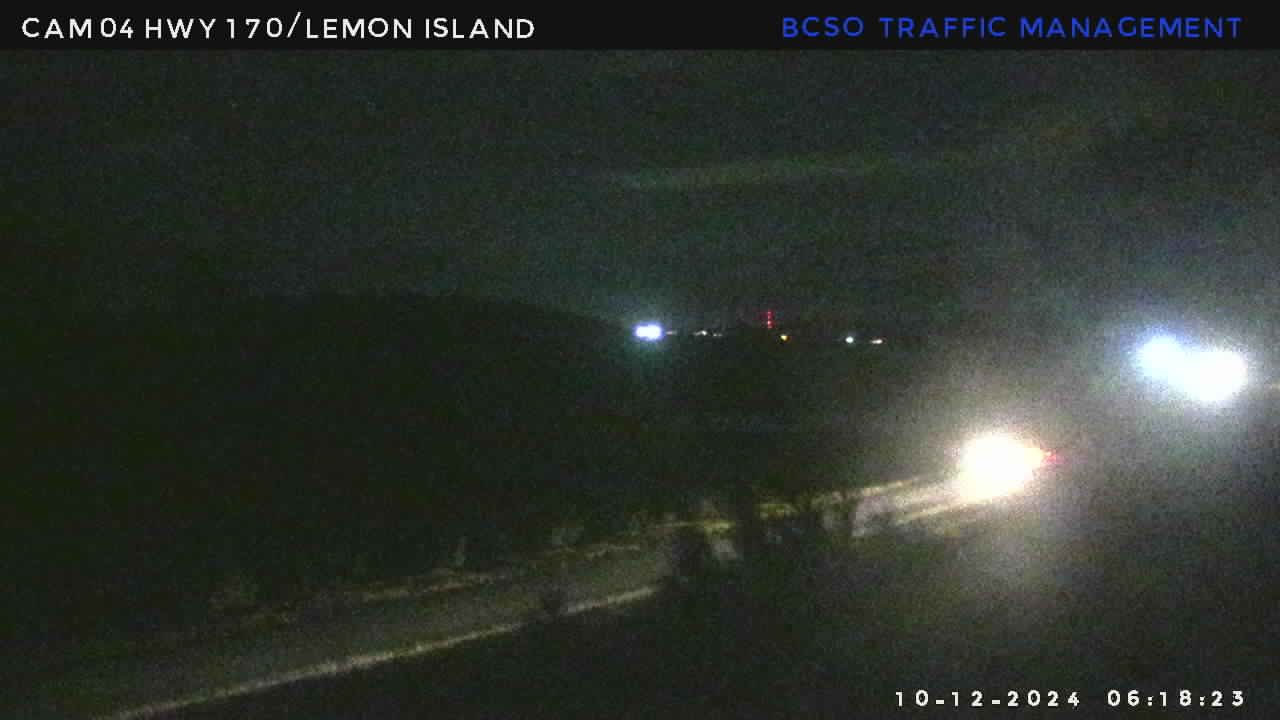 CAM04 HWY 170/LEMON ISLAND
BCSO TRAFFIC MANAGEMENT
10-12-2024 06:18:23